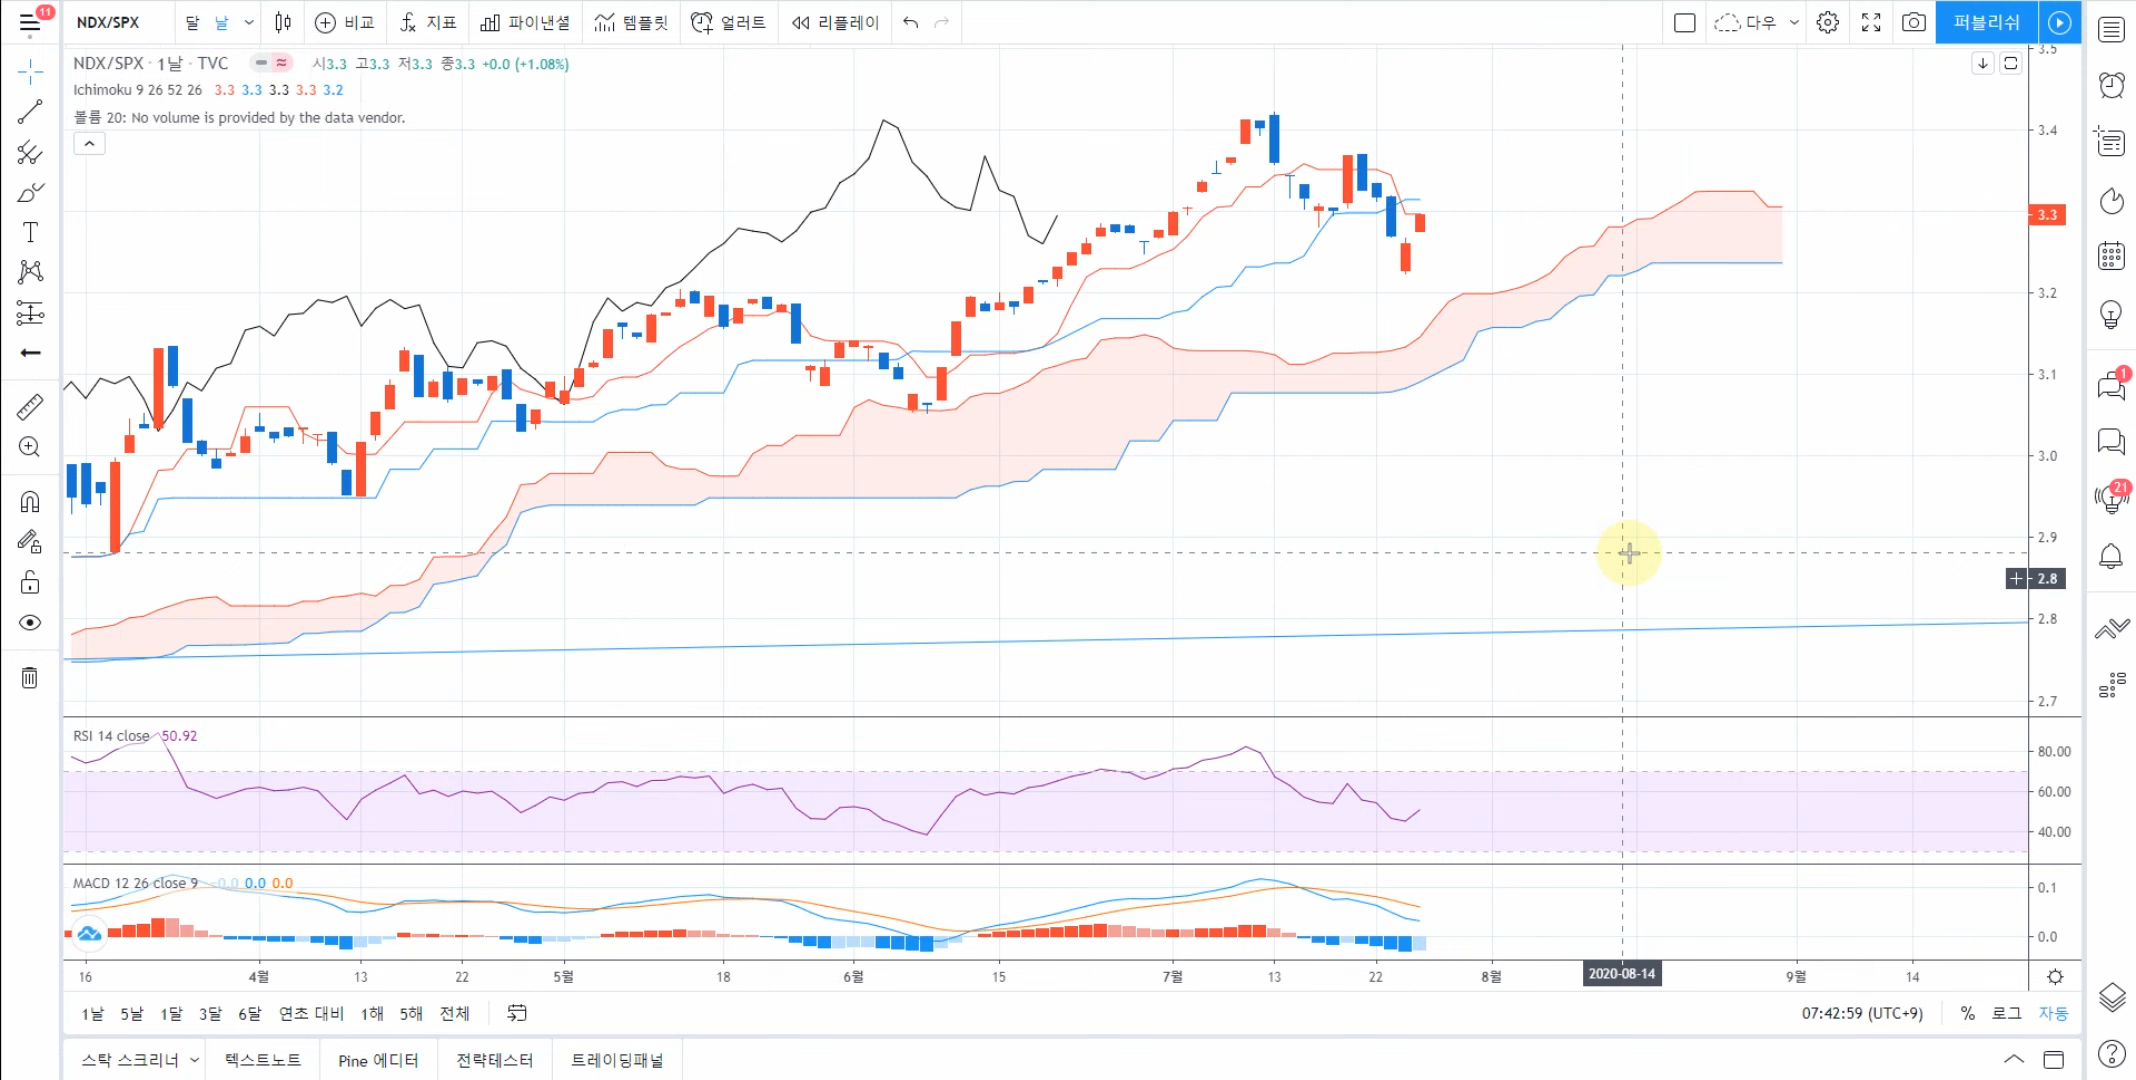 11
NDX/SPX
달 날
비교
지표
파이낸셜
템플릿
얼러트
리플레이
다우
퍼블리쉬
NDX/SPX · 1날 · TVC
시3.3 고3.3 저3.3 종3.3 +0.0 (+1.08%)
Ichimoku 9 26 52 26 3.3 3.3 3.3 3.3 3.2
볼륨 20: No volume is provided by the data vendor.
3.5
3.4
3.3
3.2
3.1
3.0
2.9
2.8
2.8
2.7
RSI 14 close 50.92
80.00
60.00
40.00
MACD 12 26 close 9 −0.0 0.0 0.0
0.1
0.0
16 4월 13 22 5월 18 6월 15 7월 13 22 8월 2020-08-14 9월 14
1날 5날 1달 3달 6달 연초 대비 1해 5해 전체
07:42:59 (UTC+9) % 로그 자동
스탁 스크리너 텍스트노트 Pine 에디터 전략테스터 트레이딩패널
1
21